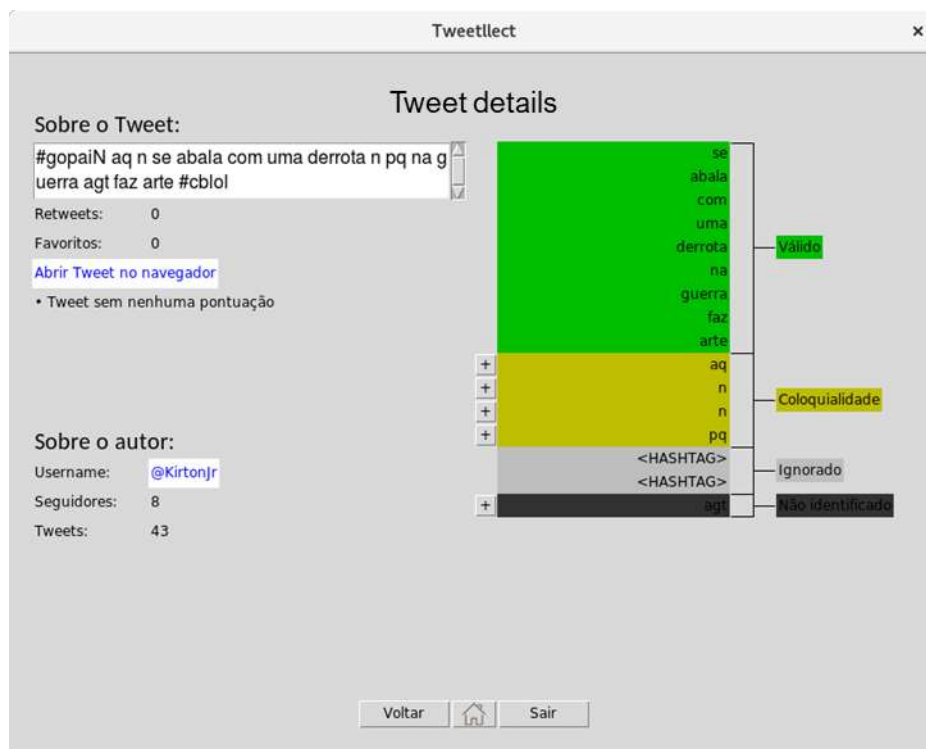 Tweetllect
×
Tweet details
Sobre o Tweet:
#gopaiN aq n se abala com uma derrota n pq na g
uerra agt faz arte #cblol
Retweets: 0
Favoritos: 0
Abrir Tweet no navegador
• Tweet sem nenhuma pontuação
Sobre o autor:
Username: @KirtonJr
Seguidores: 8
Tweets: 43
se
abala
com
uma
derrota
na
guerra
faz
arte
Válido
+ aq
+ n
+ n
+ pq
Coloquialidade
<HASHTAG>
<HASHTAG>
Ignorado
+ agt
Não identificado
Voltar
Sair